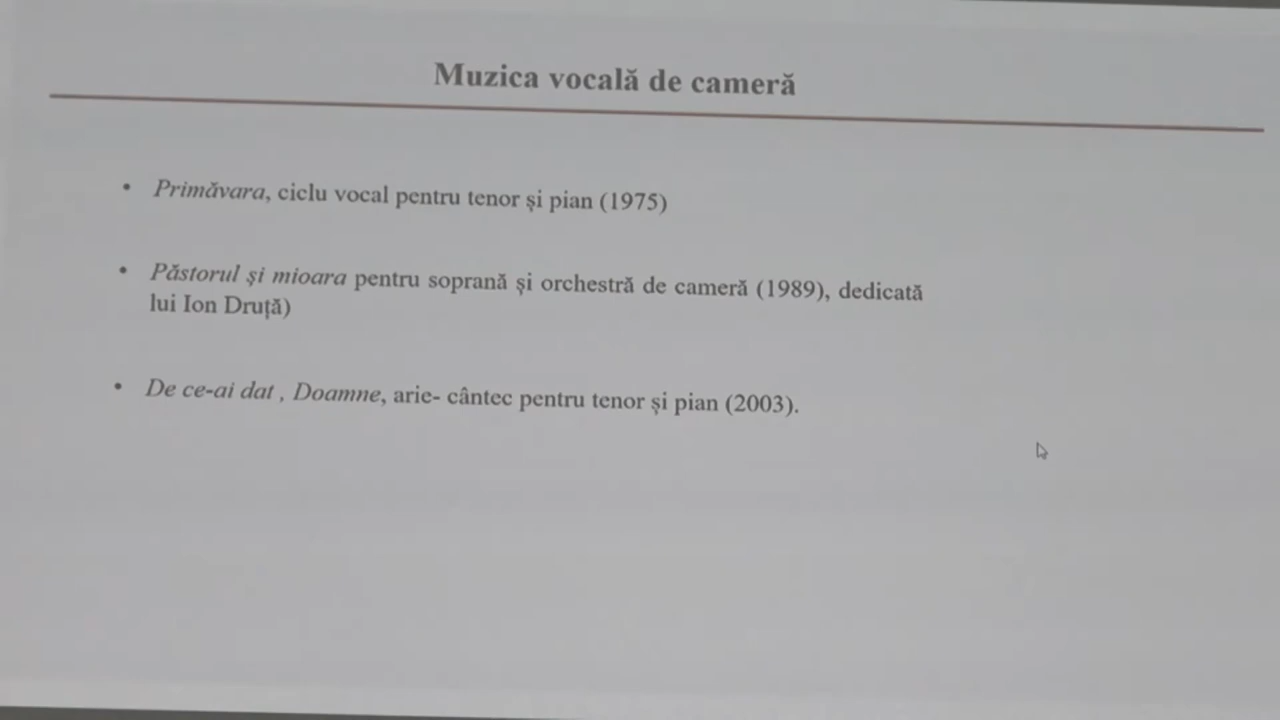 Muzica vocală de cameră
• Primăvara, ciclu vocal pentru tenor și pian (1975)
• Păstorul și mioara pentru soprană și orchestră de cameră (1989), dedicată
lui Ion Druță)
• De ce-ai dat , Doamne, arie- cântec pentru tenor și pian (2003).